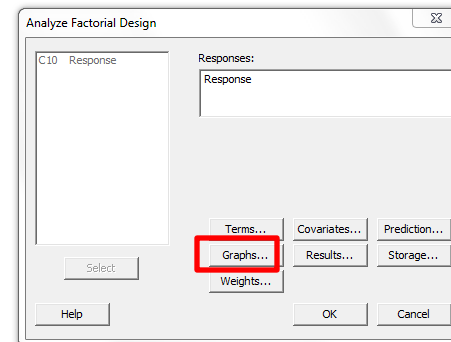 Analyze Factorial Design
C10 Response
Responses:
Response
Terms... Covariates... Prediction...
Graphs... Results... Storage...
Select
Weights...
Help OK Cancel